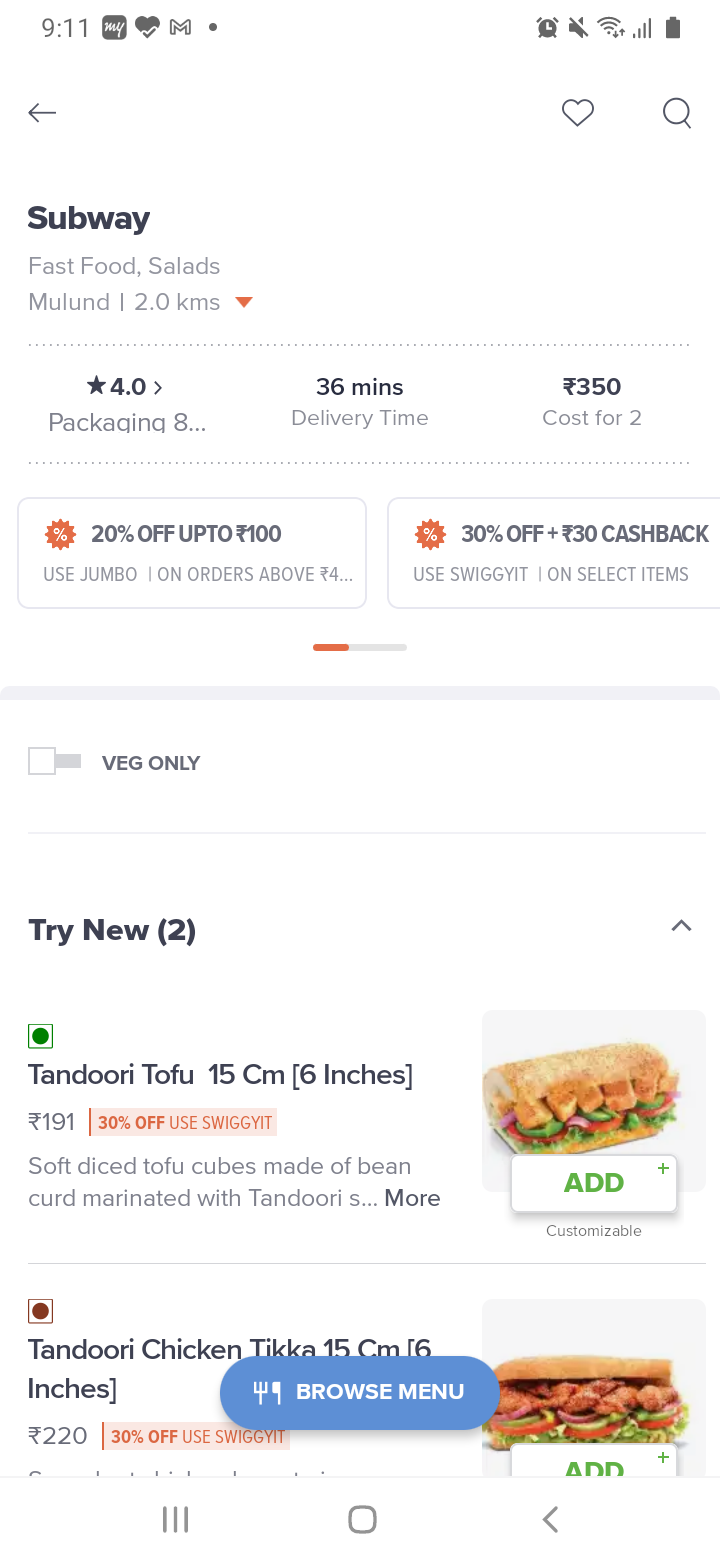 9:11
Subway
Fast Food, Salads
Mulund | 2.0 kms
★ 4.0 >
Packaging 8...
36 mins
Delivery Time
₹350
Cost for 2
20% OFF UPTO ₹100
USE JUMBO | ON ORDERS ABOVE ₹4...
30% OFF + ₹30 CASHBACK
USE SWIGGYIT | ON SELECT ITEMS
VEG ONLY
Try New (2)
Tandoori Tofu 15 Cm [6 Inches]
₹191 30% OFF USE SWIGGYIT
Soft diced tofu cubes made of bean
curd marinated with Tandoori s... More
ADD +
Customizable
Tandoori Chicken Tikka 15 Cm [6
Inches]
₹220 30% OFF USE SWIGGYIT
ADD +
BROWSE MENU